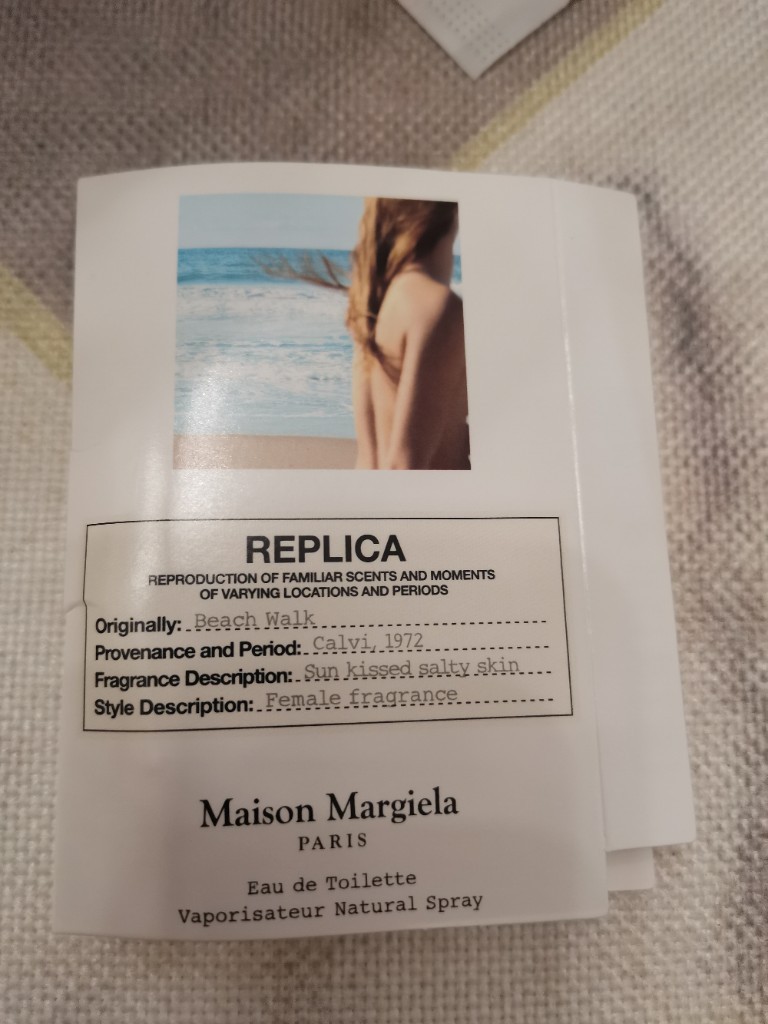 REPLICA
REPRODUCTION OF FAMILIAR SCENTS AND MOMENTS
OF VARYING LOCATIONS AND PERIODS
Originally: Beach Walk
Provenance and Period: Calvi, 1972
Fragrance Description: Sun kissed salty skin
Style Description: Female fragrance
Maison Margiela
PARIS
Eau de Toilette
Vaporisateur Natural Spray